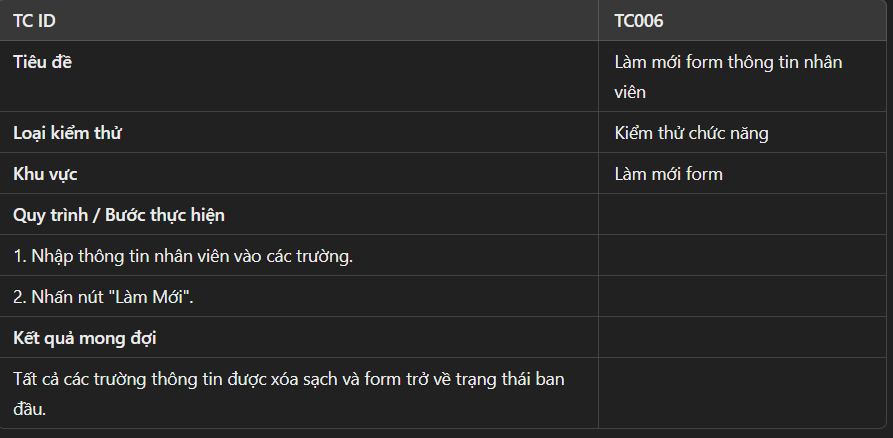 TC ID TC006
Tiêu đề Làm mới form thông tin nhân
viên
Loại kiểm thử Kiểm thử chức năng
Khu vực Làm mới form
Quy trình / Bước thực hiện
1. Nhập thông tin nhân viên vào các trường.
2. Nhấn nút "Làm Mới".
Kết quả mong đợi
Tất cả các trường thông tin được xóa sạch và form trở về trạng thái ban
đầu.